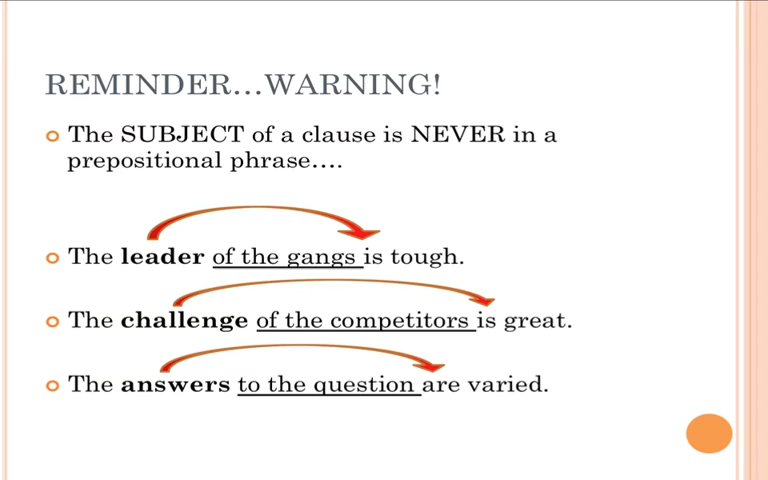 REMINDER…WARNING!
The SUBJECT of a clause is NEVER in a
prepositional phrase….
The leader of the gangs is tough.
The challenge of the competitors is great.
The answers to the question are varied.